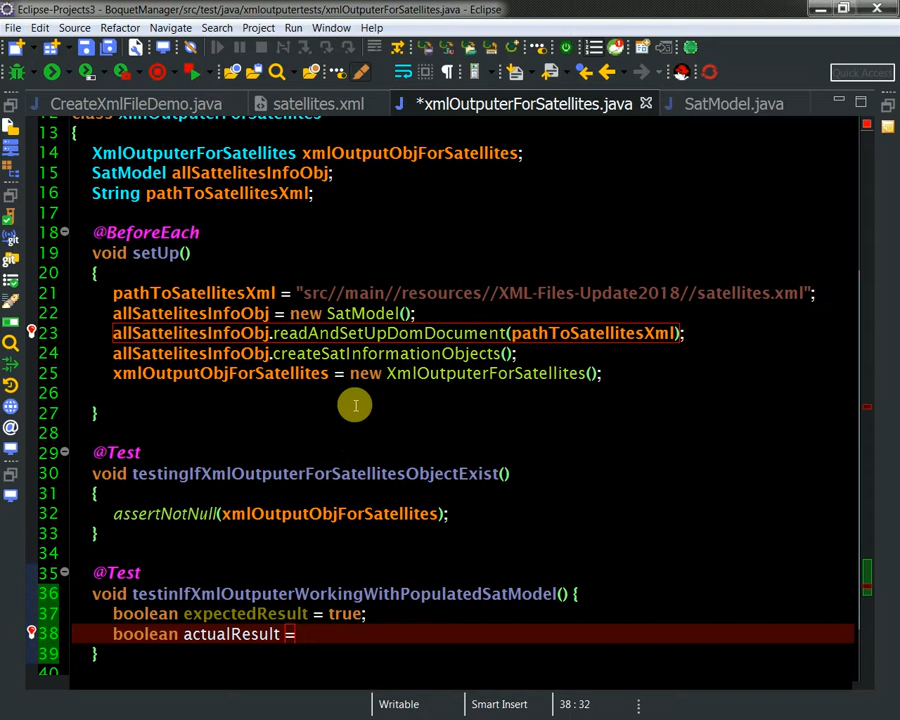 Eclipse-Projects3 - BoquetManager/src/test/java/xmloutputertests/xmlOutputerForSatellites.java - Eclipse
File Edit Source Refactor Navigate Search Project Run Window Help
Quick Access
CreateXmlFileDemo.java satellites.xml *xmlOutputerForSatellites.java SatModel.java
13 {
14 XmlOutputerForSatellites xmlOutputObjForSatellites;
15 SatModel allSattelitesInfoObj;
16 String pathToSatellitesXml;
17
18 @BeforeEach
19 void setUp()
20 {
21 pathToSatellitesXml = "src//main//resources//XML-Files-Update2018//satellites.xml";
22 allSattelitesInfoObj = new SatModel();
23 allSattelitesInfoObj.readAndSetUpDomDocument(pathToSatellitesXml);
24 allSattelitesInfoObj.createSatInformationObjects();
25 xmlOutputObjForSatellites = new XmlOutputerForSatellites();
26
27 }
28
29 @Test
30 void testingIfXmlOutputerForSatellitesObjectExist()
31 {
32 assertNotNull(xmlOutputObjForSatellites);
33 }
34
35 @Test
36 void testinIfXmlOutputerWorkingWithPopulatedSatModel() {
37 boolean expectedResult = true;
38 boolean actualResult =
39 }
40
Writable Smart Insert 38 : 32